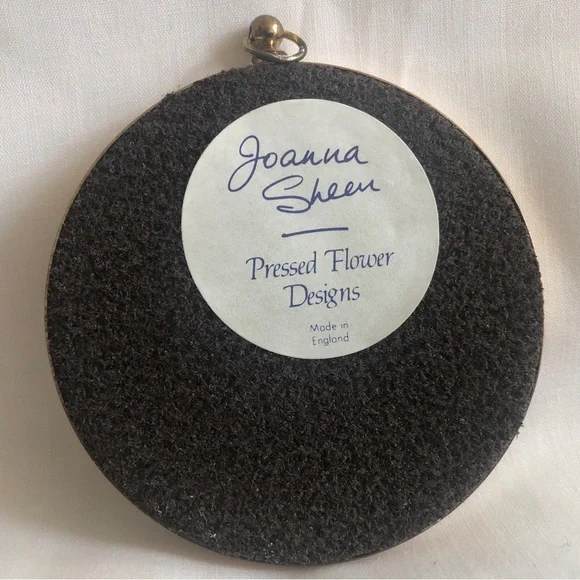 Joanna
Sheen
Pressed Flower
Designs
Made in
England